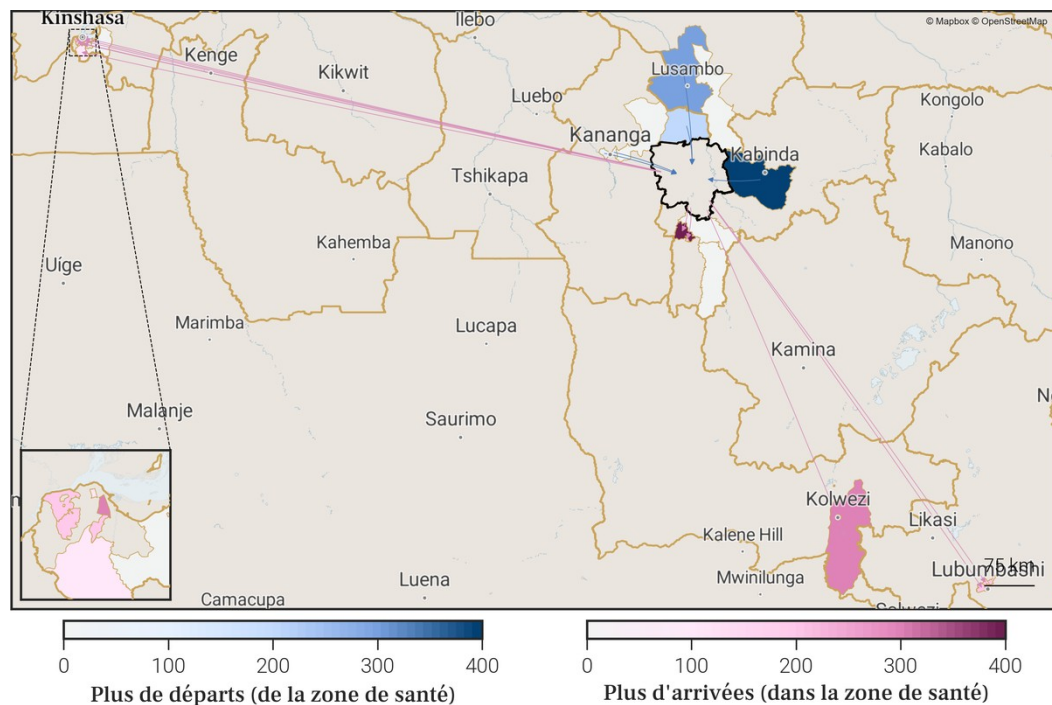 Kinshasa
Ilebo
© Mapbox © OpenStreetMap
Kenge
Kikwit
Lusambo
Luebo
Kongolo
Kananga
Kabinda
Kabalo
Tshikapa
Kahemba
Manono
Uíge
Marimba
Lucapa
Kamina
Malanje
Saurimo
Kolwezi
Likasi
Kalene Hill
Lubumbashi
75 km
Mwinilunga
Luena
Camacupa
Solwezi
0 100 200 300 400
Plus de départs (de la zone de santé)
0 100 200 300 400
Plus d'arrivées (dans la zone de santé)